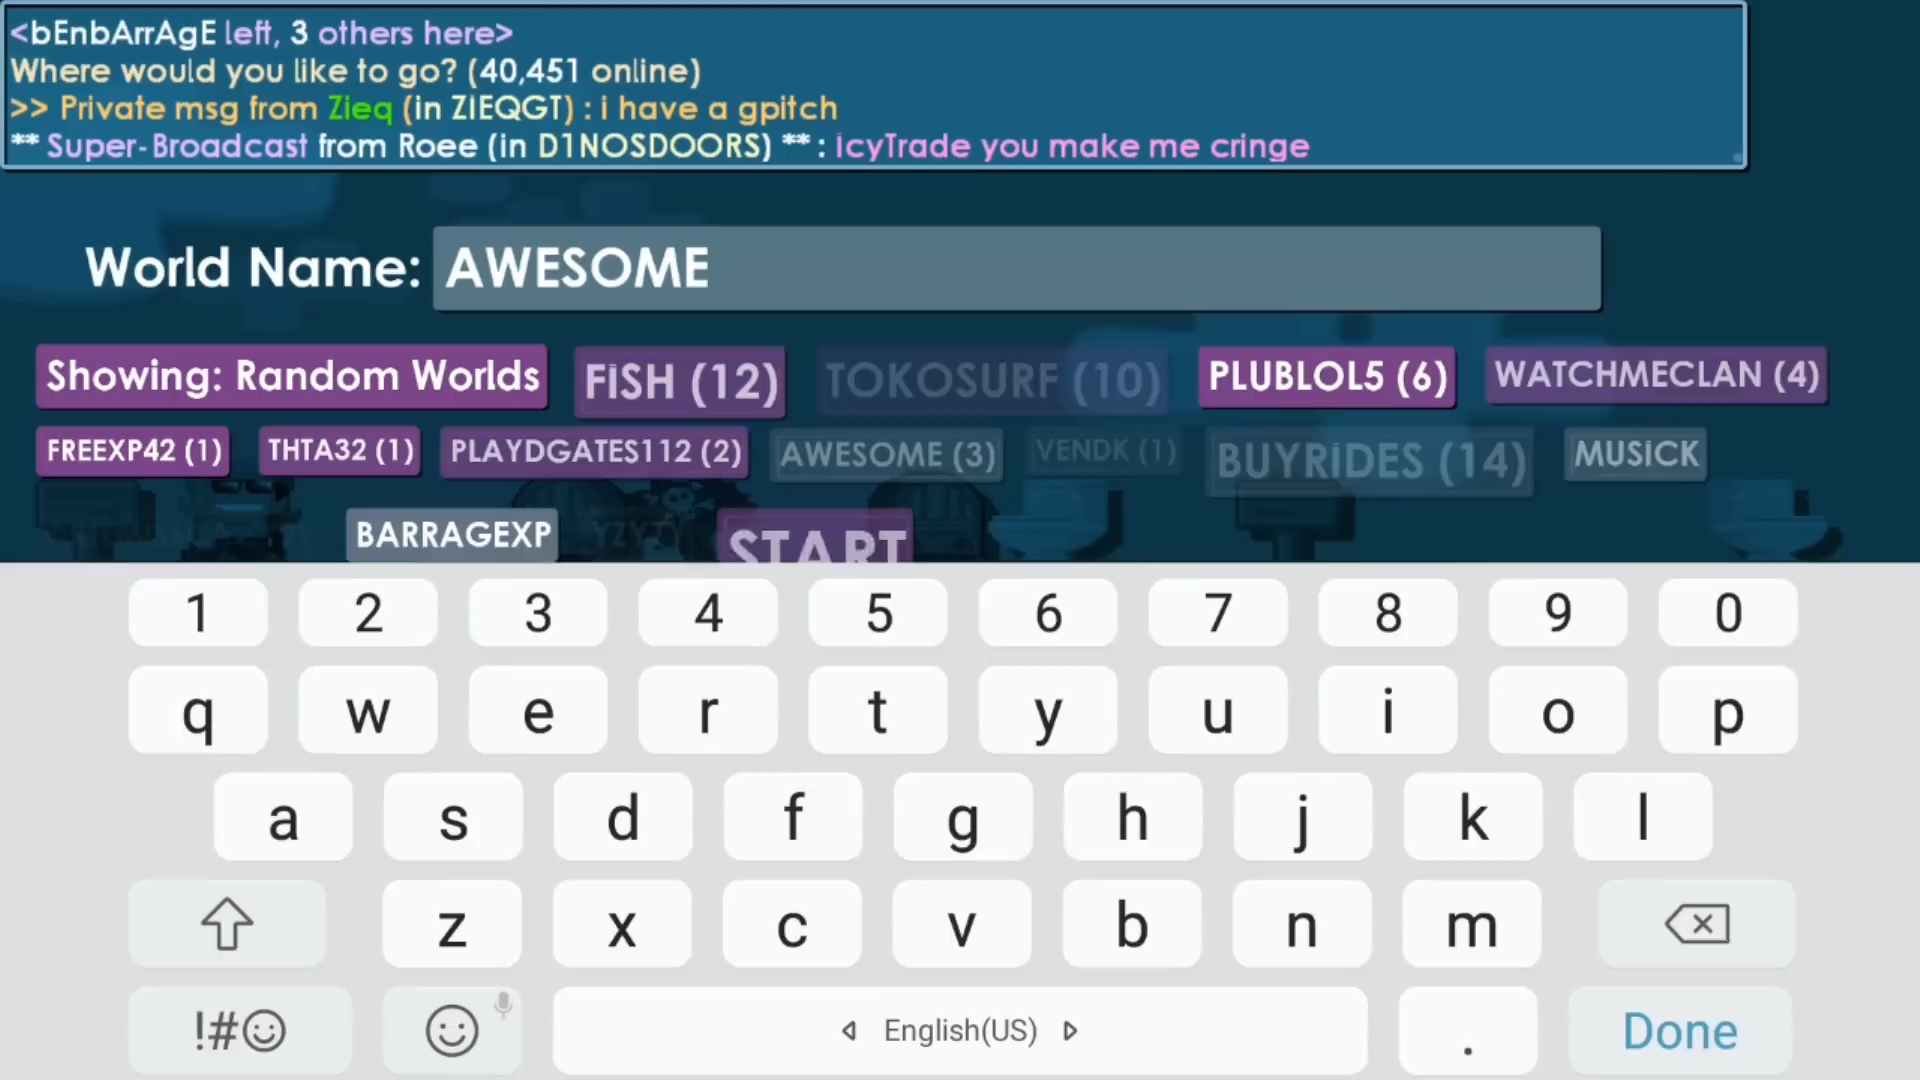 <bEnbArrAgE left, 3 others here>
Where would you like to go? (40,451 online)
>> Private msg from Zieq (in ZIEQGT) : i have a gpitch
** Super-Broadcast from Roee (in D1NOSDOORS) ** : IcyTrade you make me cringe
World Name: AWESOME
Showing: Random Worlds FISH (12) TOKOSURF (10) PLUBLOL5 (6) WATCHMECLAN (4)
FREEXP42 (1) THTA32 (1) PLAYDGATES112 (2) AWESOME (3) VENDK (1) BUYRIDES (14) MUSICK
BARRAGEXP YZYZY START
1 2 3 4 5 6 7 8 9 0
q w e r t y u i o p
a s d f g h j k l
z x c v b n m
!# English(US) . Done